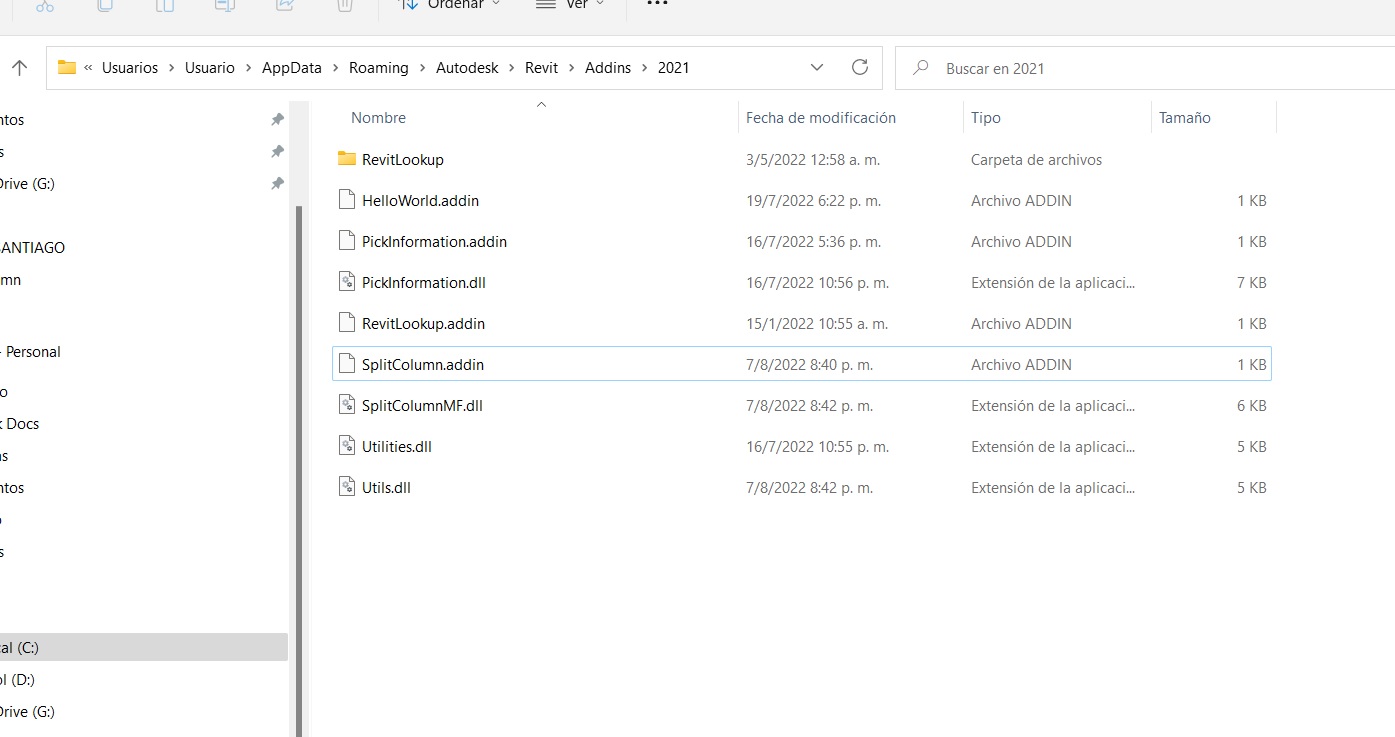 Ordenar Ver
« Usuarios > Usuario > AppData > Roaming > Autodesk > Revit > Addins > 2021 Buscar en 2021
Nombre Fecha de modificación Tipo Tamaño
RevitLookup 3/5/2022 12:58 a. m. Carpeta de archivos
HelloWorld.addin 19/7/2022 6:22 p. m. Archivo ADDIN 1 KB
PickInformation.addin 16/7/2022 5:36 p. m. Archivo ADDIN 1 KB
PickInformation.dll 16/7/2022 10:56 p. m. Extensión de la aplicaci... 7 KB
RevitLookup.addin 15/1/2022 10:55 a. m. Archivo ADDIN 1 KB
SplitColumn.addin 7/8/2022 8:40 p. m. Archivo ADDIN 1 KB
SplitColumnMF.dll 7/8/2022 8:42 p. m. Extensión de la aplicaci... 6 KB
Utilities.dll 16/7/2022 10:55 p. m. Extensión de la aplicaci... 5 KB
Utils.dll 7/8/2022 8:42 p. m. Extensión de la aplicaci... 5 KB
ntos
s
Drive (G:)
ANTIAGO
mn
- Personal
o
k Docs
as
ntos
s
cal (C:)
ol (D:)
Drive (G:)